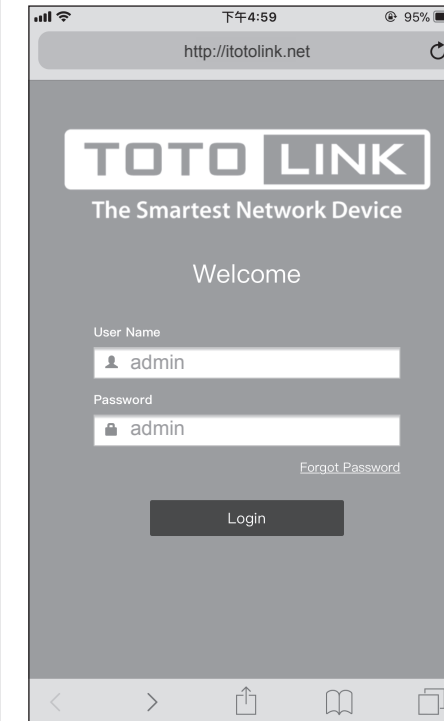 下午4:59
95%
http://itotolink.net
TOTO LINK
The Smartest Network Device
Welcome
User Name
admin
Password
admin
Forgot Password
Login